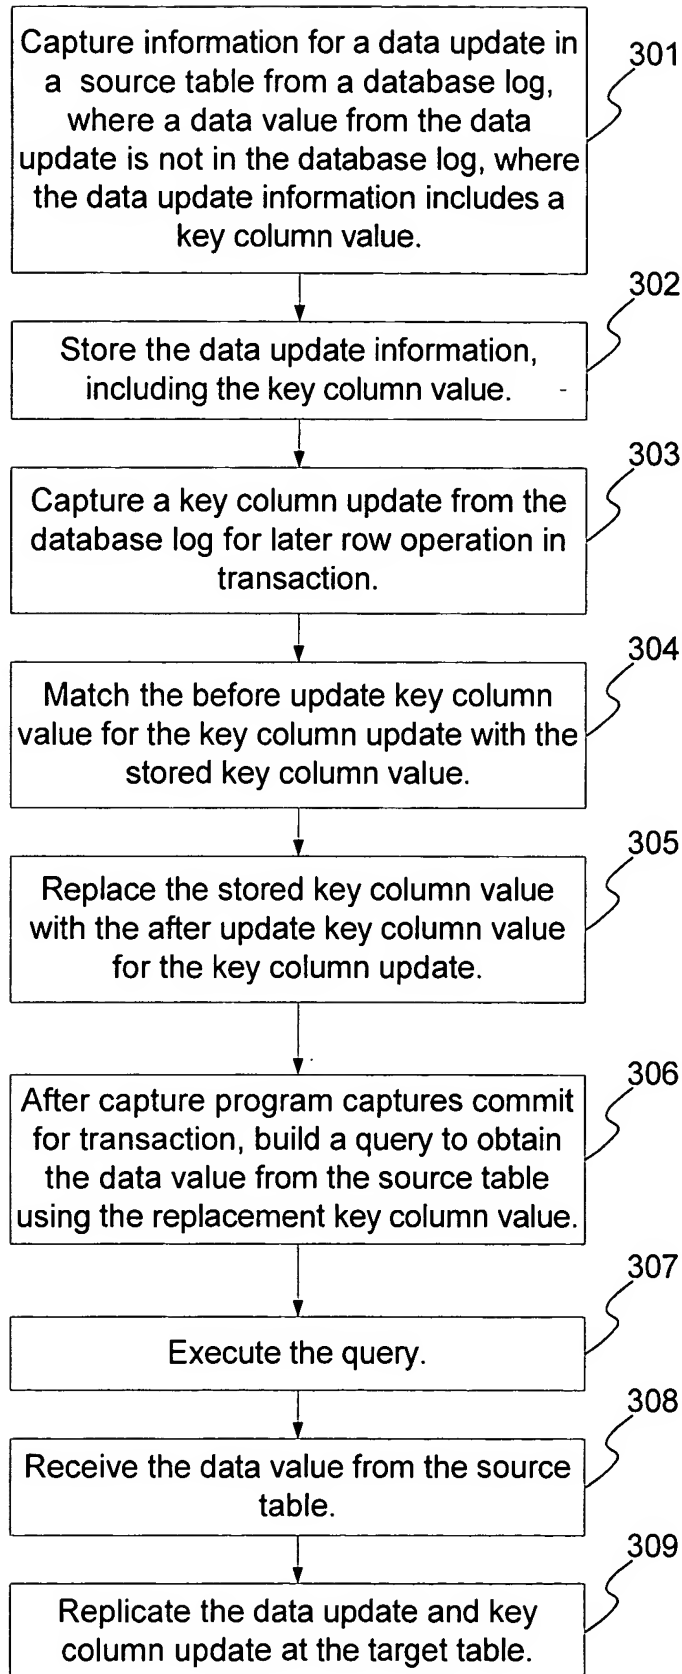 Capture information for a data update in
a source table from a database log,
where a data value from the data
update is not in the database log, where
the data update information includes a
key column value.
301
Store the data update information,
including the key column value.
302
Capture a key column update from the
database log for later row operation in
transaction.
303
Match the before update key column
value for the key column update with the
stored key column value.
304
Replace the stored key column value
with the after update key column value
for the key column update.
305
After capture program captures commit
for transaction, build a query to obtain
the data value from the source table
using the replacement key column value.
306
Execute the query.
307
Receive the data value from the source
table.
308
Replicate the data update and key
column update at the target table.
309